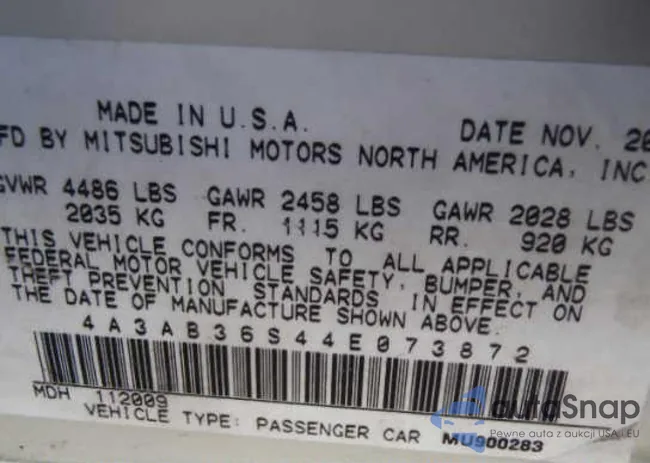 MADE IN U.S.A. DATE NOV. 20
FD BY MITSUBISHI MOTORS NORTH AMERICA, INC
GVWR 4486 LBS GAWR 2458 LBS GAWR 2028 LBS
2035 KG FR. 1115 KG RR. 920 KG
THIS VEHICLE CONFORMS TO ALL APPLICABLE
FEDERAL MOTOR VEHICLE SAFETY, BUMPER, AND
THEFT PREVENTION STANDARDS IN EFFECT ON
THE DATE OF MANUFACTURE SHOWN ABOVE.
4A3AB36S44E073872
MDH 112009
VEHICLE TYPE: PASSENGER CAR MU900283
autoSnap
Pewne auta z aukcji USA i EU